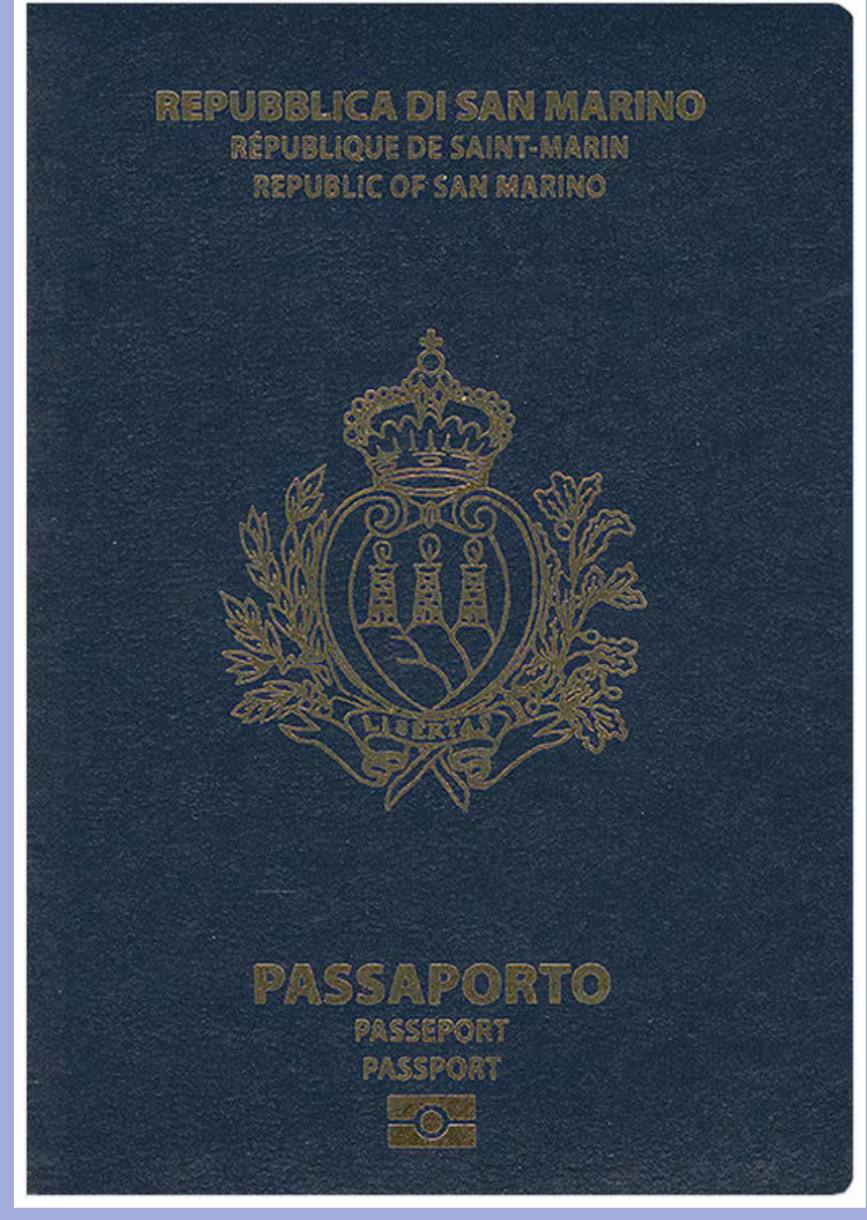 REPUBBLICA DI SAN MARINO
RÉPUBLIQUE DE SAINT-MARIN
REPUBLIC OF SAN MARINO
LIBERTAS
PASSAPORTO
PASSEPORT
PASSPORT